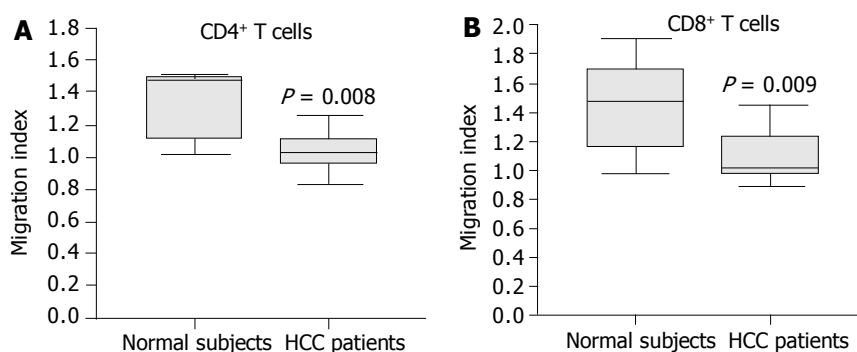 A
CD4⁺ T cells
Migration index
1.8
1.6
1.4
1.2
1.0
0.8
0.6
0.4
0.2
0.0
P = 0.008
Normal subjects HCC patients
B
CD8⁺ T cells
Migration index
2.0
1.8
1.6
1.4
1.2
1.0
0.8
0.6
0.4
0.2
0.0
P = 0.009
Normal subjects HCC patients